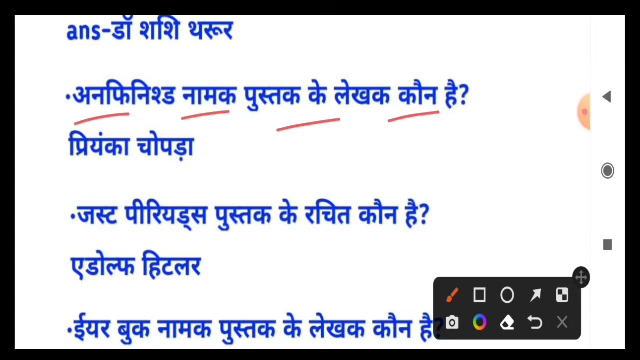 ans-डॉ शशि थरूर
·अनफिनिश्ड नामक पुस्तक के लेखक कौन है?
प्रियंका चोपड़ा
·जस्ट पीरियड्स पुस्तक के रचित कौन है?
एडोल्फ हिटलर
·ईयर बुक नामक पुस्तक के लेखक कौन है?